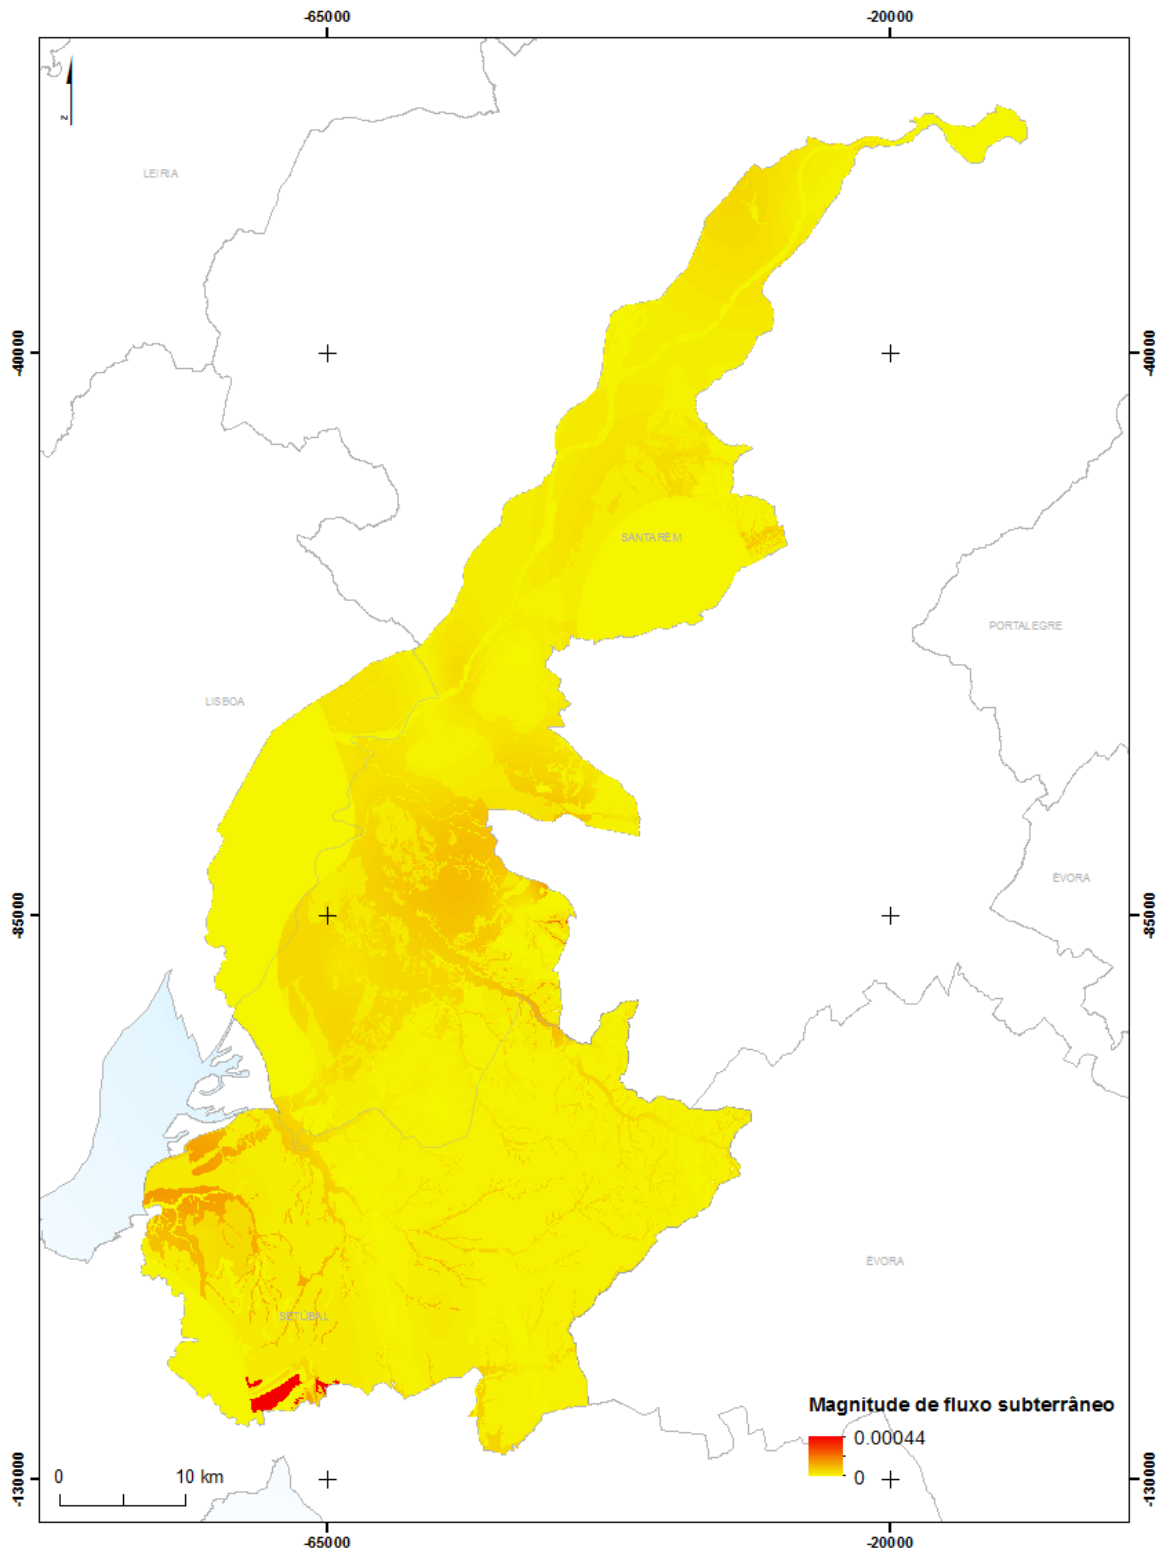 -65000
-20000
z
LEIRIA
-40000
-40000
SANTARÉM
PORTALEGRE
LISBOA
ÉVORA
-85000
-85000
ÉVORA
SETÚBAL
Magnitude de fluxo subterrâneo
0.00044
0
0
10 km
-130000
-130000
-65000
-20000